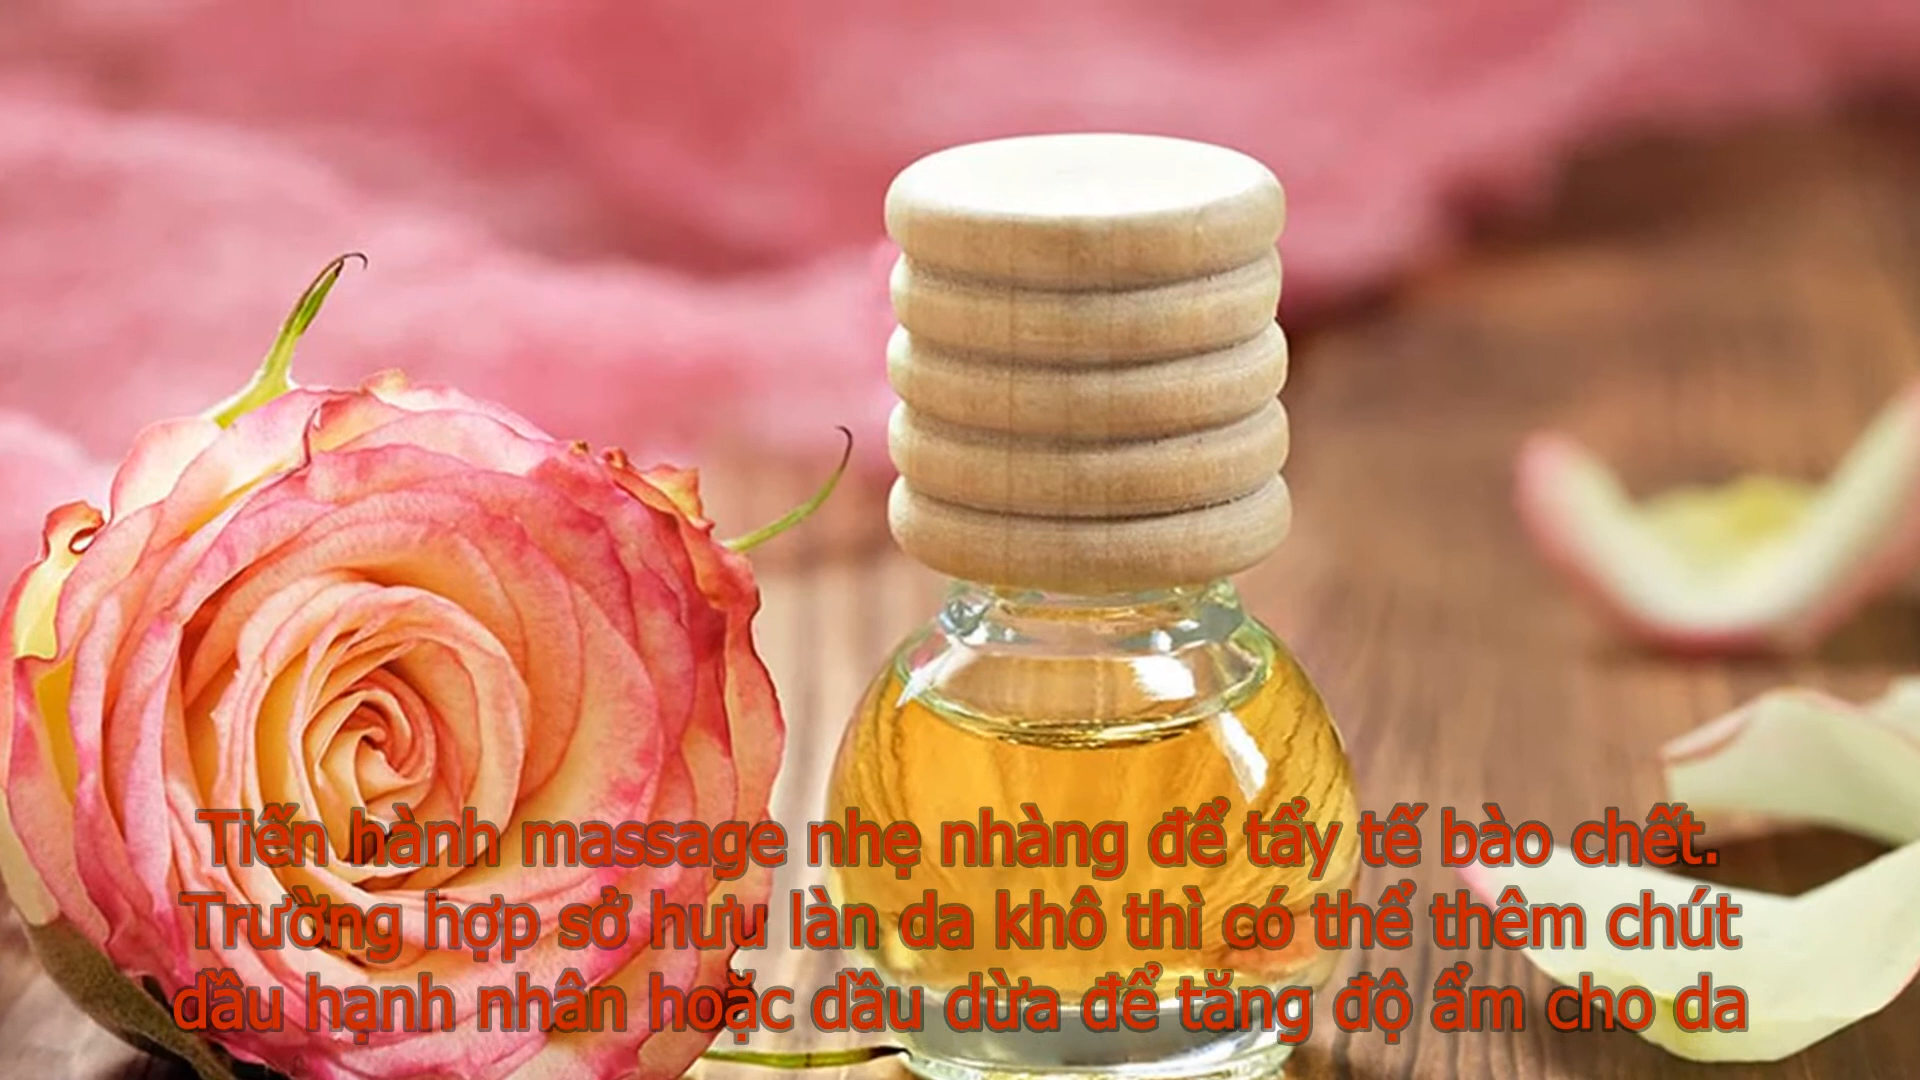 Tiến hành massage nhẹ nhàng để tẩy tế bào chết.
Trường hợp sở hưu làn da khô thì có thể thêm chút
dầu hạnh nhân hoặc dầu dừa để tăng độ ẩm cho da